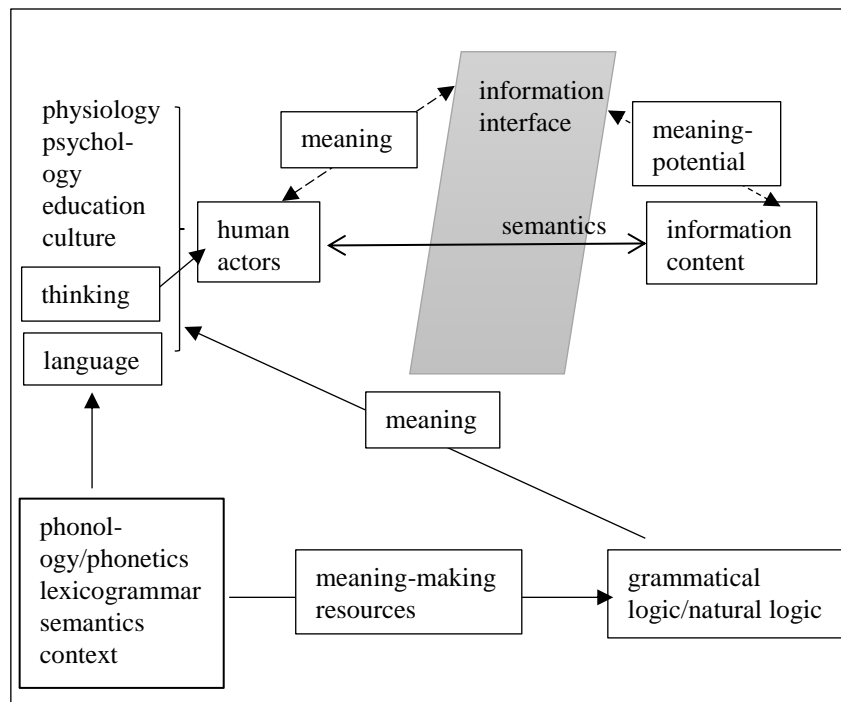 physiology
psychol-
ogy
education
culture
thinking
language
human
actors
meaning
information
interface
meaning-
potential
semantics
information
content
meaning
phonol-
ogy/phonetics
lexicogrammar
semantics
context
meaning-making
resources
grammatical
logic/natural logic